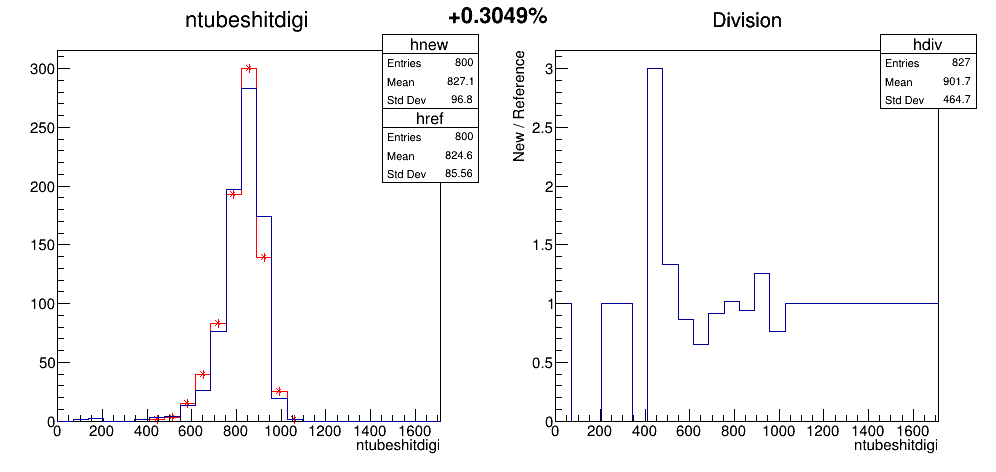 ntubeshitdigi
+0.3049%
Division
hnew
Entries 800
Mean 827.1
Std Dev 96.8
href
Entries 800
Mean 824.6
Std Dev 85.56
300
250
200
150
100
50
0
0 200 400 600 800 1000 1200 1400 1600
ntubeshitdigi
hdiv
Entries 827
Mean 901.7
Std Dev 464.7
New / Reference
3
2.5
2
1.5
1
0.5
0
0 200 400 600 800 1000 1200 1400 1600
ntubeshitdigi